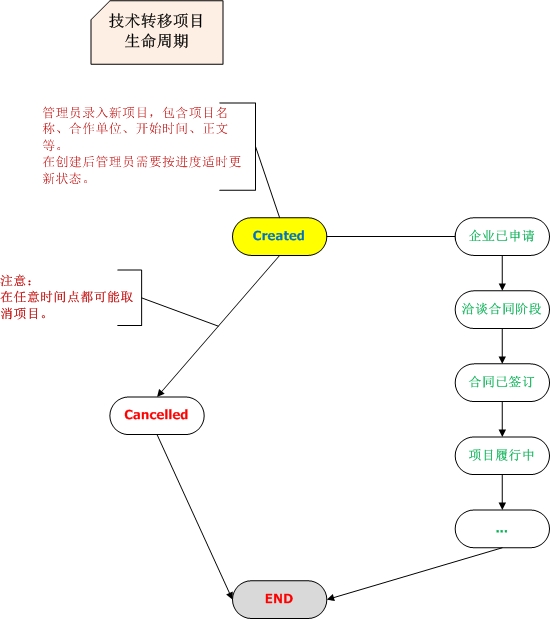 技术转移项目
生命周期
管理员录入新项目，包含项目名
称、合作单位、开始时间、正文
等。
在创建后管理员需要按进度适时更
新状态。
Created
企业已申请
注意：
在任意时间点都可能取
消项目。
洽谈合同阶段
合同已签订
Cancelled
项目履行中
...
END